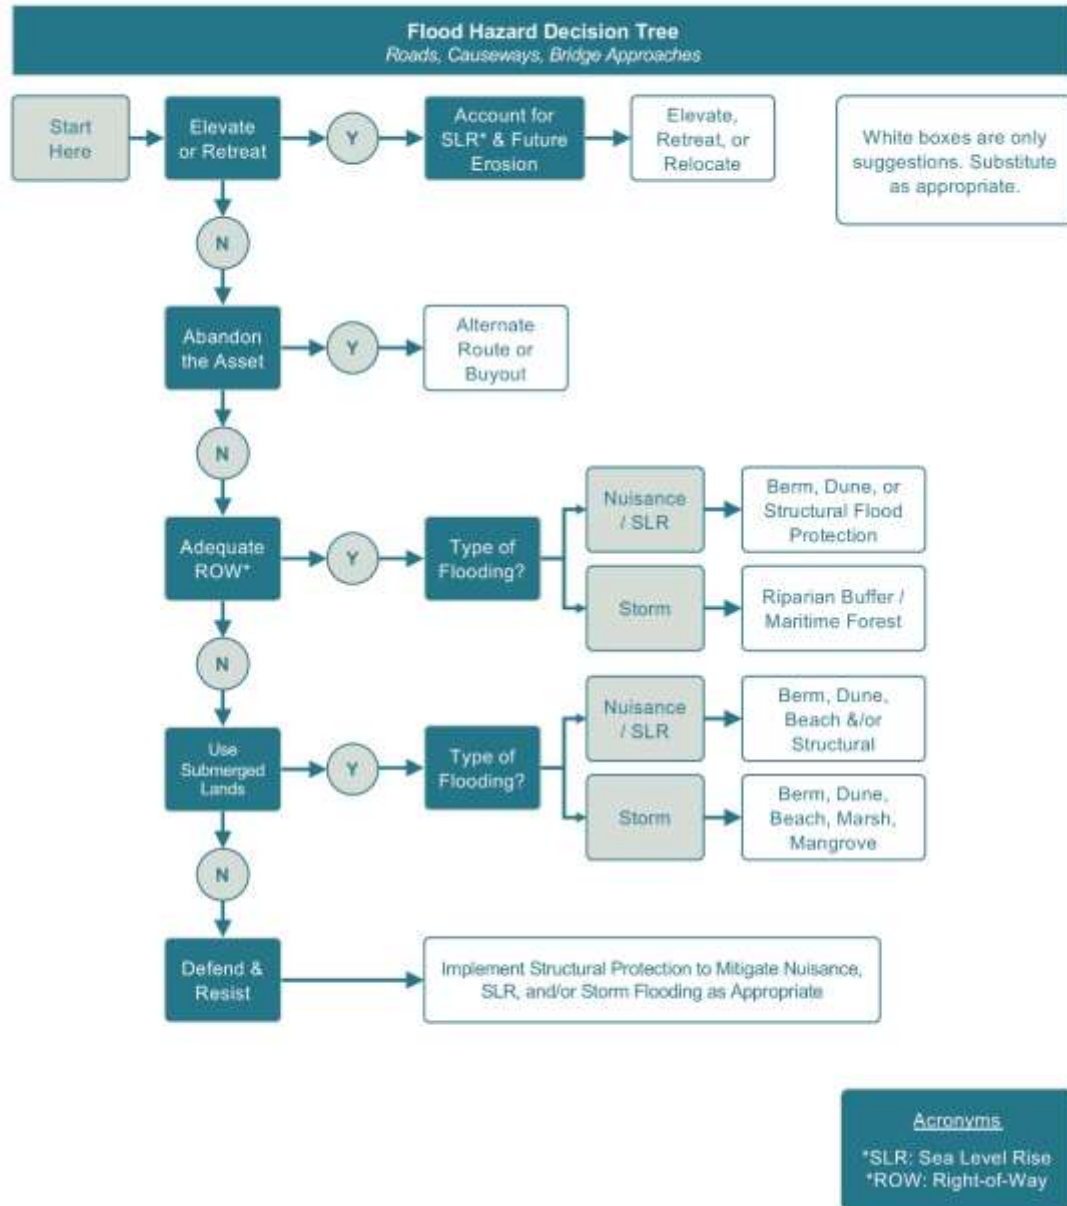 Flood Hazard Decision Tree
Roads, Causeways, Bridge Approaches
Start
Here
Elevate
or Retreat
Y
Account for
SLR* & Future
Erosion
Elevate,
Retreat, or
Relocate
White boxes are only
suggestions. Substitute
as appropriate.
N
Abandon
the Asset
Y
Alternate
Route or
Buyout
N
Adequate
ROW*
Y
Type of
Flooding?
Nuisance
/ SLR
Berm, Dune, or
Structural Flood
Protection
Storm
Riparian Buffer /
Maritime Forest
N
Use
Submerged
Lands
Y
Type of
Flooding?
Nuisance
/ SLR
Berm, Dune,
Beach &/or
Structural
Storm
Berm, Dune,
Beach, Marsh,
Mangrove
N
Defend &
Resist
Implement Structural Protection to Mitigate Nuisance,
SLR, and/or Storm Flooding as Appropriate
Acronyms
*SLR: Sea Level Rise
*ROW: Right-of-Way